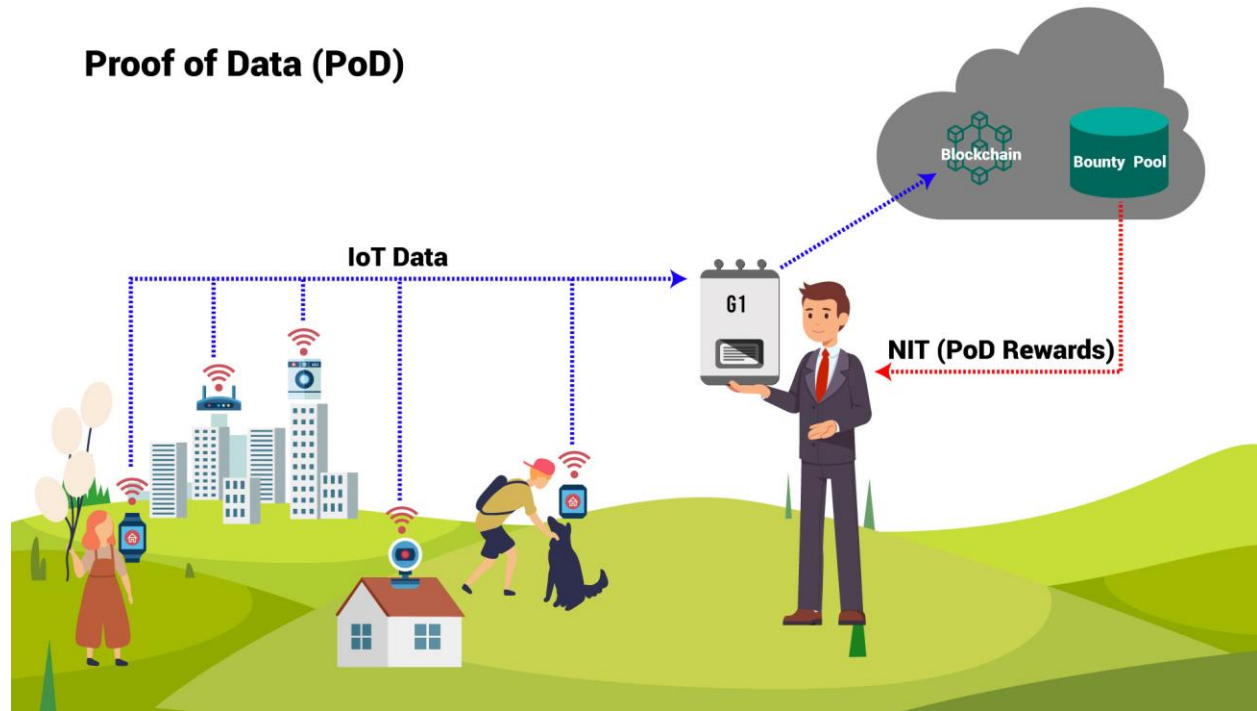 Proof of Data (PoD)
Blockchain
Bounty Pool
IoT Data
G1
NIT (PoD Rewards)